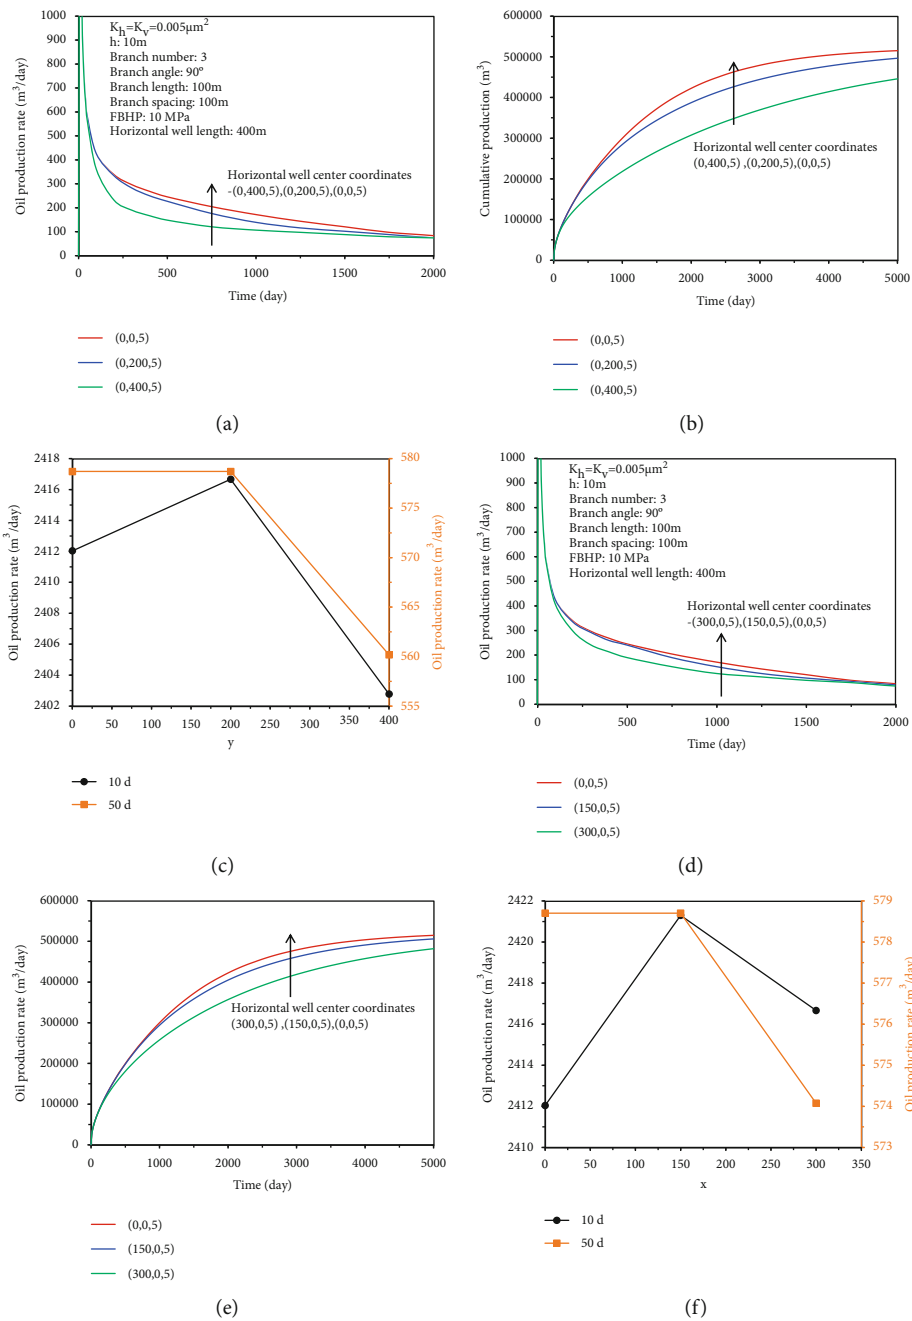 1000
900
800
700
600
500
400
300
200
100
0
Oil production rate (m³/day)
K_h=K_v=0.005µm²
h: 10m
Branch number: 3
Branch angle: 90º
Branch length: 100m
Branch spacing: 100m
FBHP: 10 MPa
Horizontal well length: 400m
Horizontal well center coordinates
-(0,400,5),(0,200,5),(0,0,5)
0 500 1000 1500 2000
Time (day)
(0,0,5)
(0,200,5)
(0,400,5)
(a)
600000
500000
400000
300000
200000
100000
0
Cumulative production (m³)
Horizontal well center coordinates
(0,400,5) ,(0,200,5),(0,0,5)
0 1000 2000 3000 4000 5000
Time (day)
(0,0,5)
(0,200,5)
(0,400,5)
(b)
2418
2416
2414
2412
2410
2408
2406
2404
2402
Oil production rate (m³/day)
580
575
570
565
560
555
Oil production rate (m³/day)
0 50 100 150 200 250 300 350 400
y
10 d
50 d
(c)
1000
900
800
700
600
500
400
300
200
100
0
Oil production rate (m³/day)
K_h=K_v=0.005µm²
h: 10m
Branch number: 3
Branch angle: 90º
Branch length: 100m
Branch spacing: 100m
FBHP: 10 MPa
Horizontal well length: 400m
Horizontal well center coordinates
-(300,0,5),(150,0,5),(0,0,5)
0 500 1000 1500 2000
Time (day)
(0,0,5)
(150,0,5)
(300,0,5)
(d)
600000
500000
400000
300000
200000
100000
0
Oil production rate (m³/day)
Horizontal well center coordinates
(300,0,5) ,(150,0,5),(0,0,5)
0 1000 2000 3000 4000 5000
Time (day)
(0,0,5)
(150,0,5)
(300,0,5)
(e)
2422
2420
2418
2416
2414
2412
2410
Oil production rate (m³/day)
579
578
577
576
575
574
573
Oil production rate (m³/day)
0 50 100 150 200 250 300 350
x
10 d
50 d
(f)